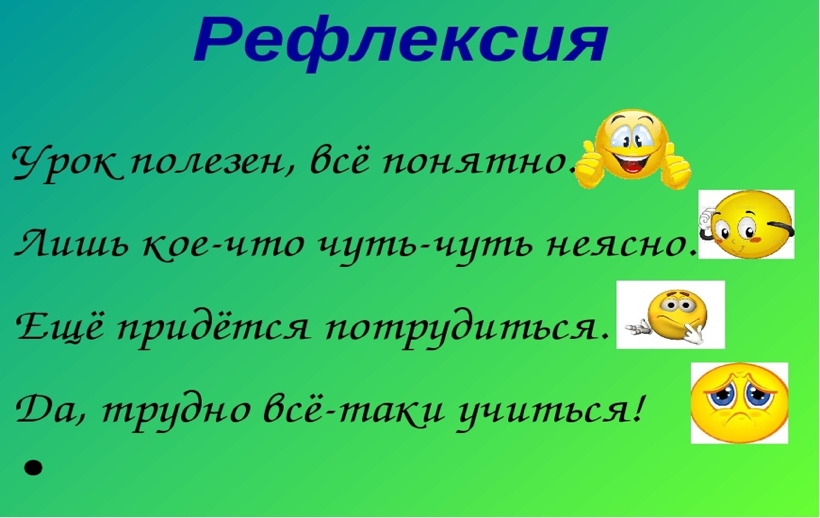 Рефлексия
Урок полезен, всё понятно.
Лишь кое-что чуть-чуть неясно.
Ещё придётся потрудиться.
Да, трудно всё-таки учиться!